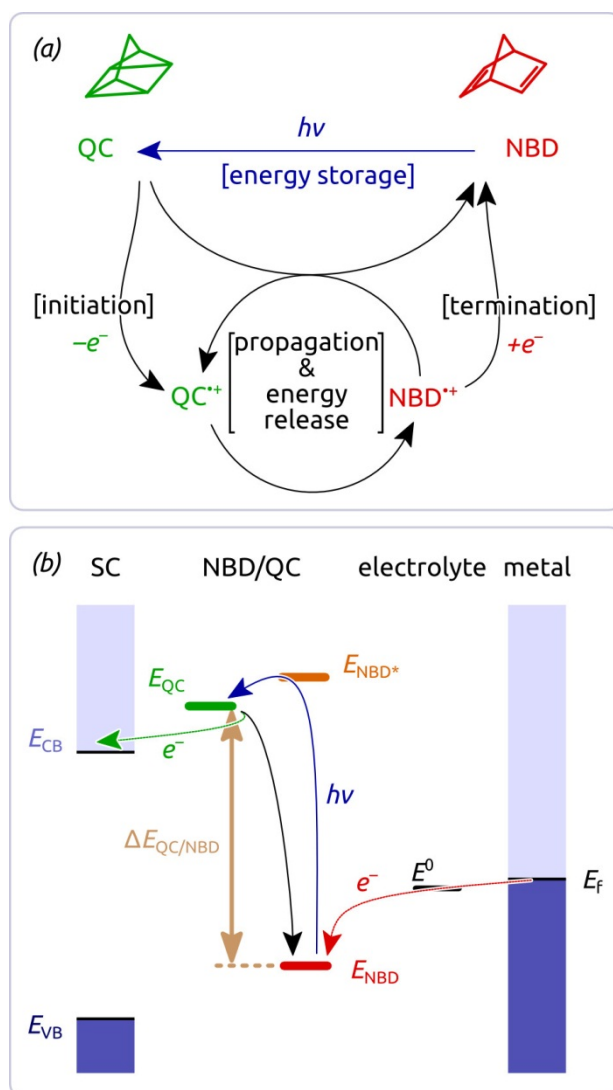 (a)
QC
hν
NBD
[energy storage]
[initiation]
–e⁻
[termination]
+e⁻
[propagation
& 
energy
release]
QC•+
NBD•+
(b)
SC
NBD/QC
electrolyte
metal
E_QC
E_NBD*
E_CB
e⁻
hν
ΔE_QC/NBD
e⁻
E⁰
E_f
E_NBD
E_VB